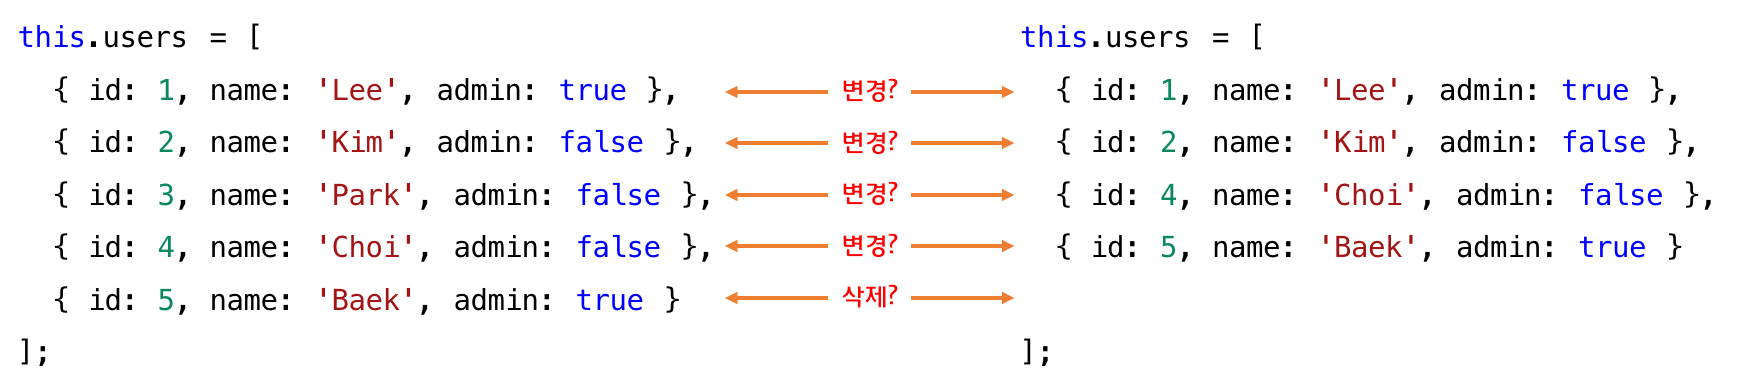 this.users = [
  { id: 1, name: 'Lee', admin: true },
  { id: 2, name: 'Kim', admin: false },
  { id: 3, name: 'Park', admin: false },
  { id: 4, name: 'Choi', admin: false },
  { id: 5, name: 'Baek', admin: true }
];
변경?
변경?
변경?
변경?
삭제?
this.users = [
  { id: 1, name: 'Lee', admin: true },
  { id: 2, name: 'Kim', admin: false },
  { id: 4, name: 'Choi', admin: false },
  { id: 5, name: 'Baek', admin: true }
];